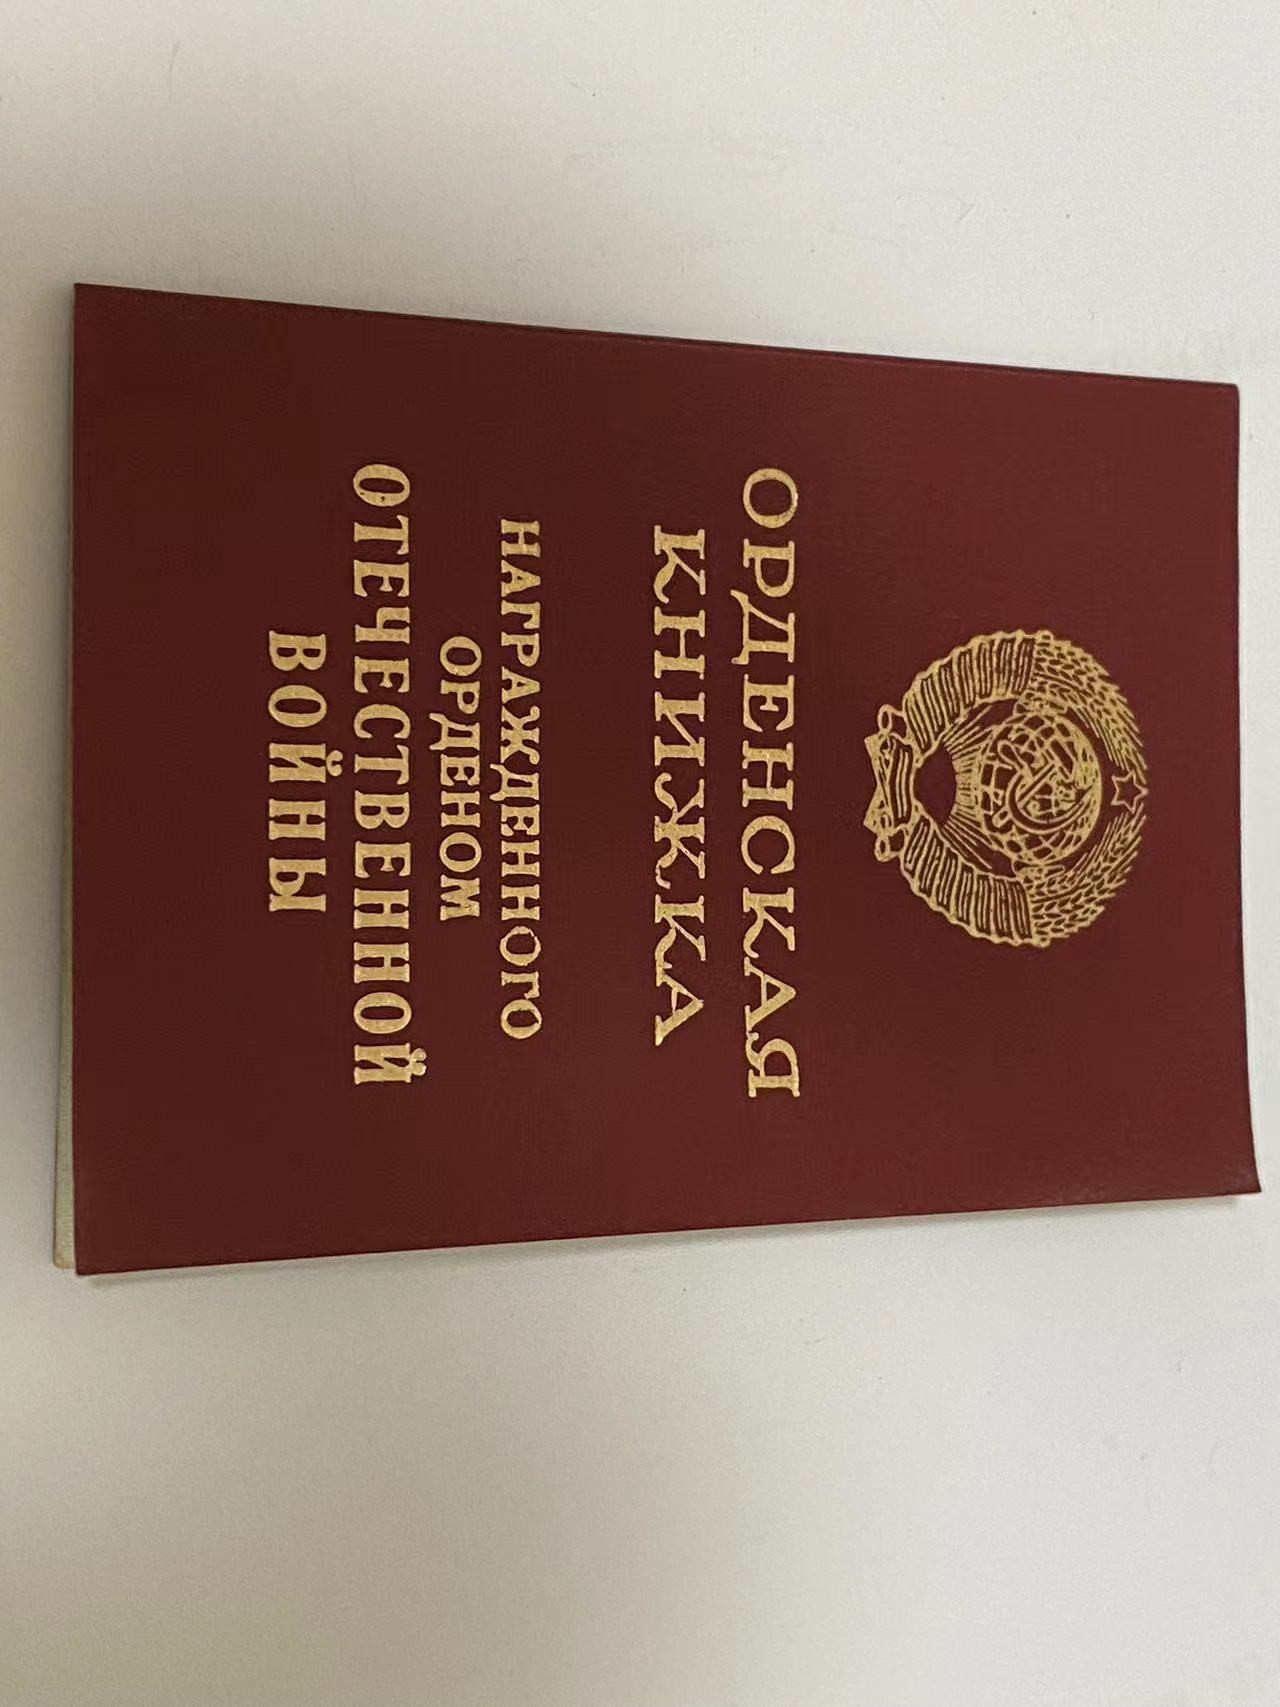 ОРДЕНСКАЯ
КНИЖКА
НАГРАЖДЕННОГО
ОРДЕНОМ
ОТЕЧЕСТВЕННОЙ
ВОЙНЫ